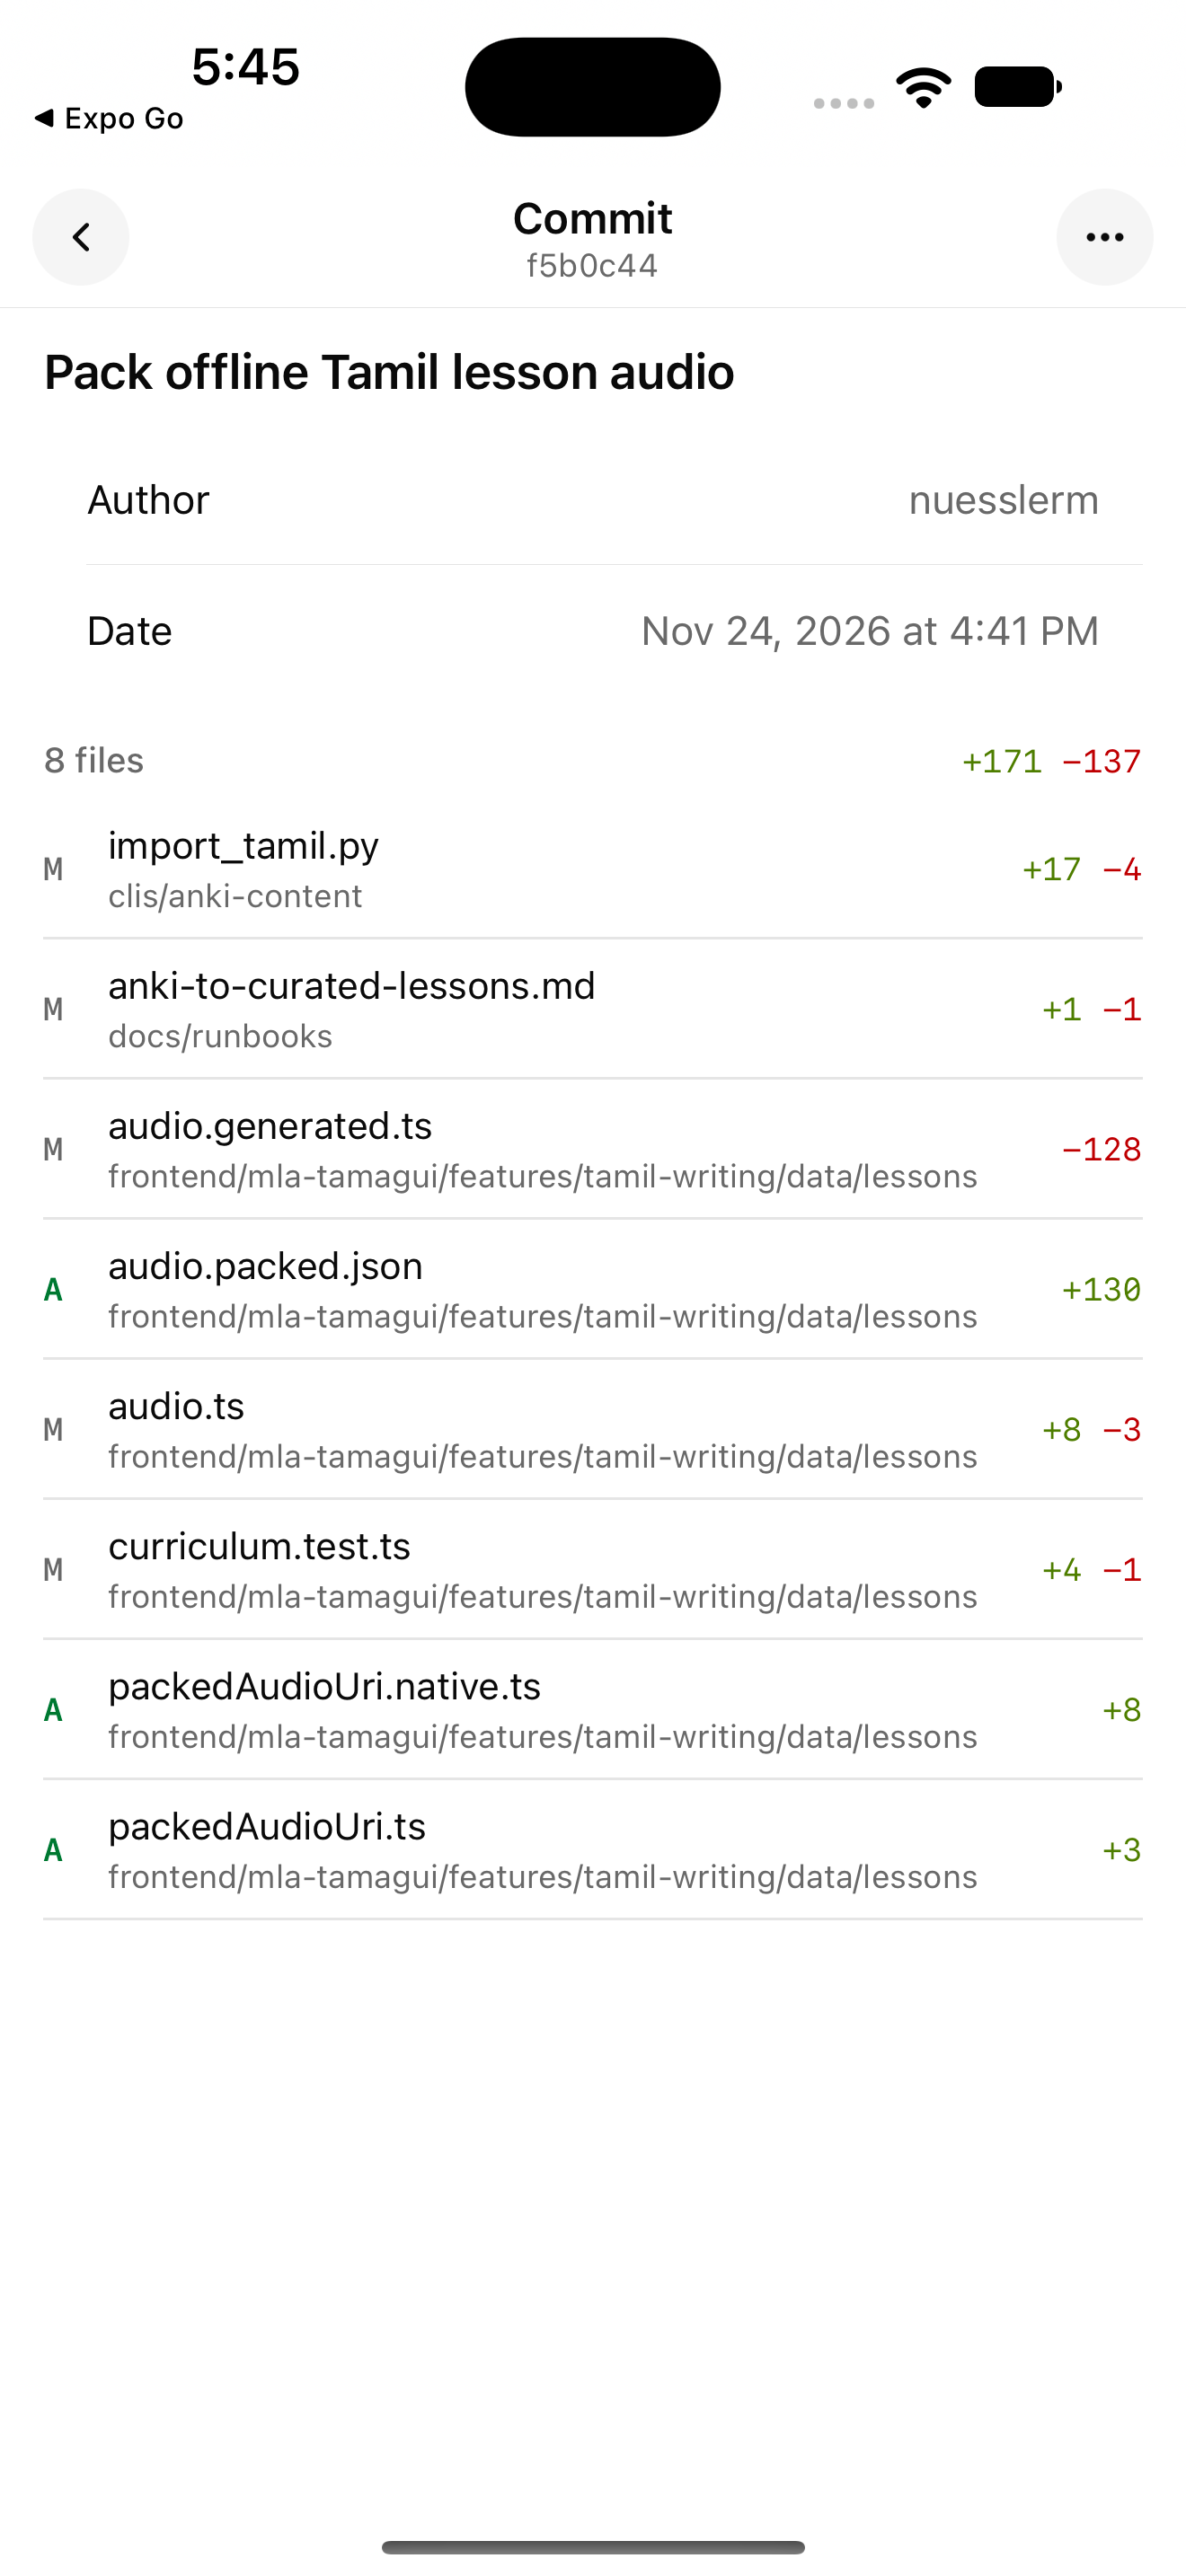 5:45
Expo Go
Commit
f5b0c44
Pack offline Tamil lesson audio
Author nuesslerm
Date Nov 24, 2026 at 4:41 PM
8 files +171 −137
M import_tamil.py +17 −4
clis/anki-content
M anki-to-curated-lessons.md +1 −1
docs/runbooks
M audio.generated.ts −128
frontend/mla-tamagui/features/tamil-writing/data/lessons
A audio.packed.json +130
frontend/mla-tamagui/features/tamil-writing/data/lessons
M audio.ts +8 −3
frontend/mla-tamagui/features/tamil-writing/data/lessons
M curriculum.test.ts +4 −1
frontend/mla-tamagui/features/tamil-writing/data/lessons
A packedAudioUri.native.ts +8
frontend/mla-tamagui/features/tamil-writing/data/lessons
A packedAudioUri.ts +3
frontend/mla-tamagui/features/tamil-writing/data/lessons